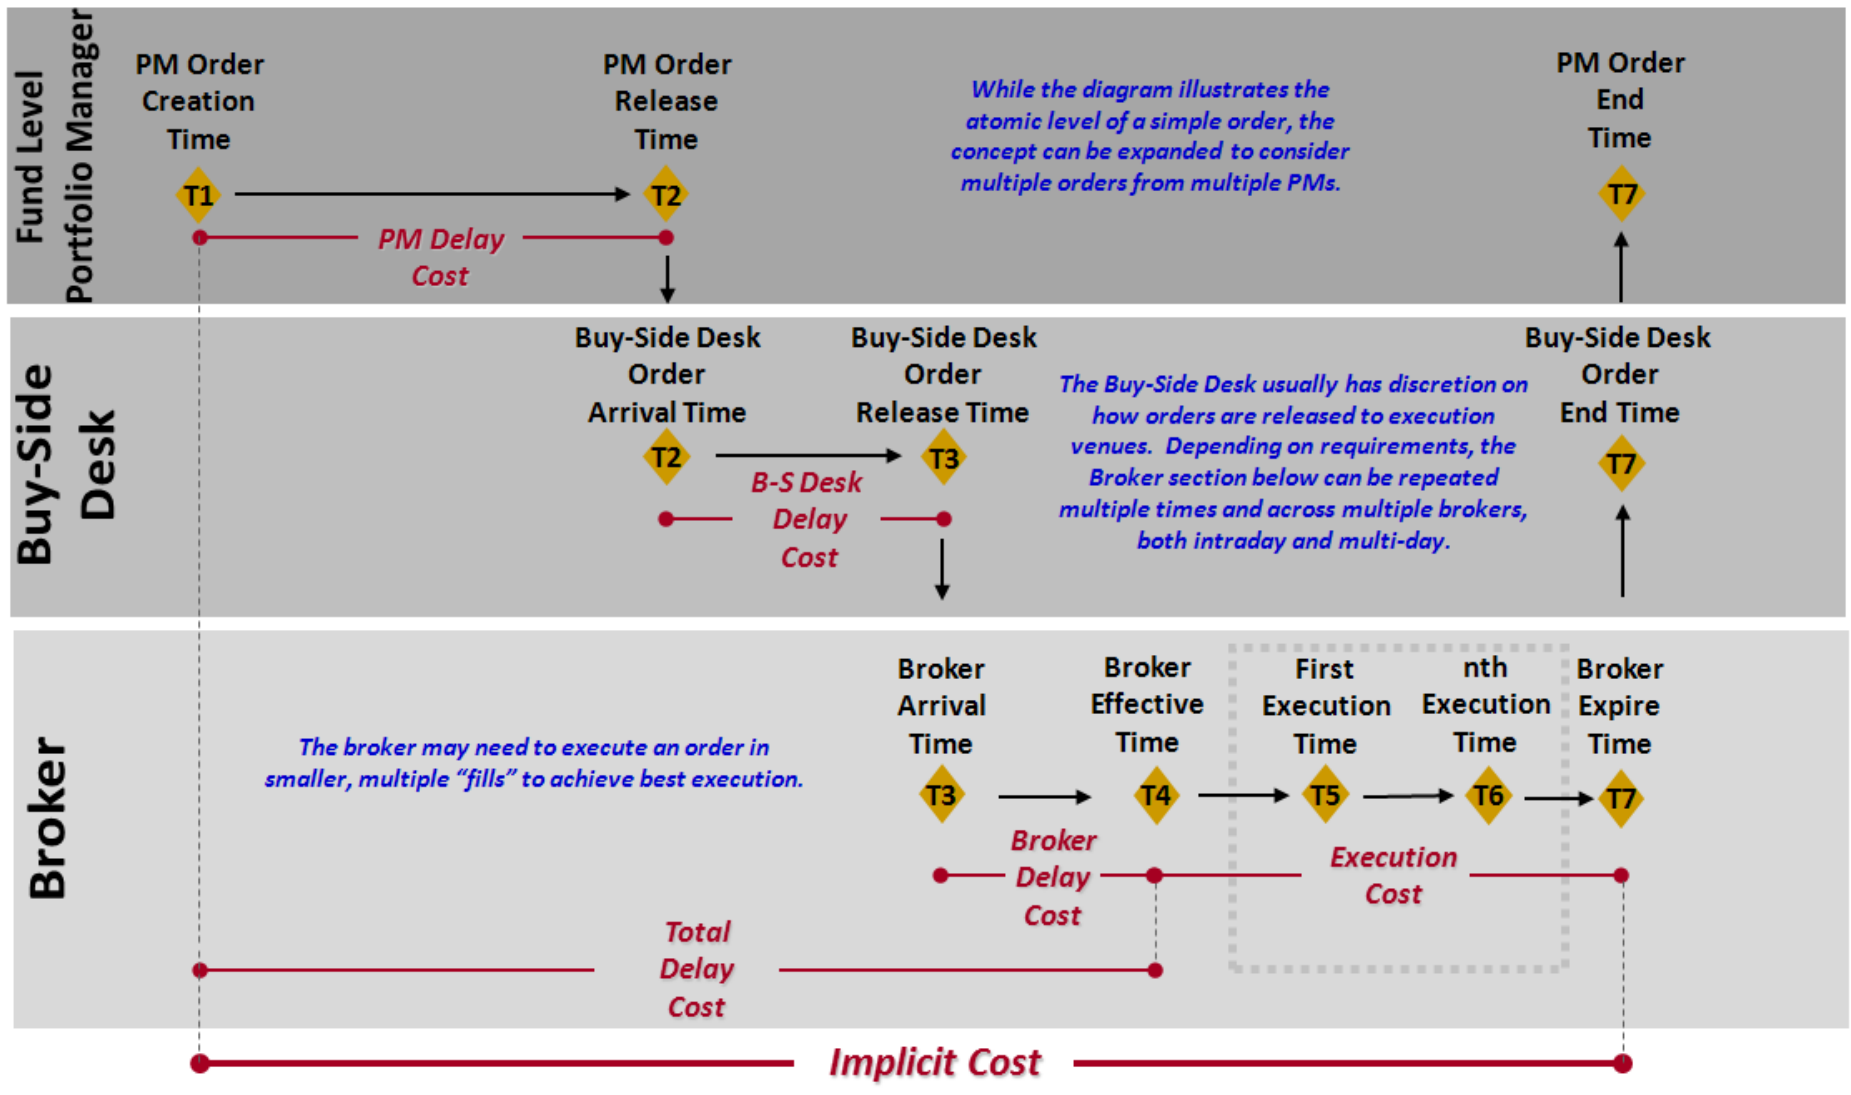 Fund Level
Portfolio Manager
PM Order
Creation
Time
T1
PM Order
Release
Time
T2
PM Delay
Cost
While the diagram illustrates the
atomic level of a simple order, the
concept can be expanded to consider
multiple orders from multiple PMs.
PM Order
End
Time
T7
Buy-Side
Desk
Buy-Side Desk
Order
Arrival Time
T2
Buy-Side Desk
Order
Release Time
T3
B-S Desk
Delay
Cost
The Buy-Side Desk usually has discretion on
how orders are released to execution
venues. Depending on requirements, the
Broker section below can be repeated
multiple times and across multiple brokers,
both intraday and multi-day.
Buy-Side Desk
Order
End Time
T7
Broker
The broker may need to execute an order in
smaller, multiple “fills” to achieve best execution.
Broker
Arrival
Time
T3
Broker
Effective
Time
T4
First
Execution
Time
T5
nth
Execution
Time
T6
Broker
Expire
Time
T7
Broker
Delay
Cost
Execution
Cost
Total
Delay
Cost
Implicit Cost